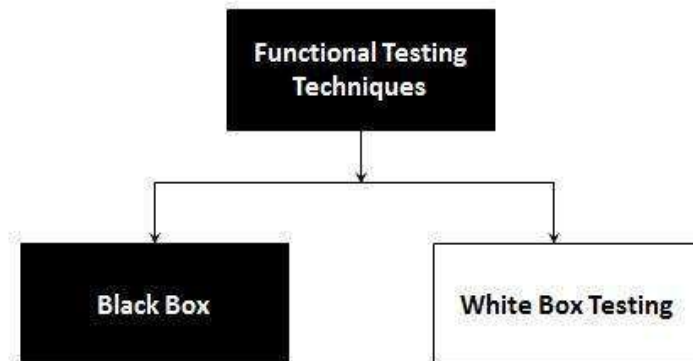 Functional Testing
Techniques
Black Box
White Box Testing